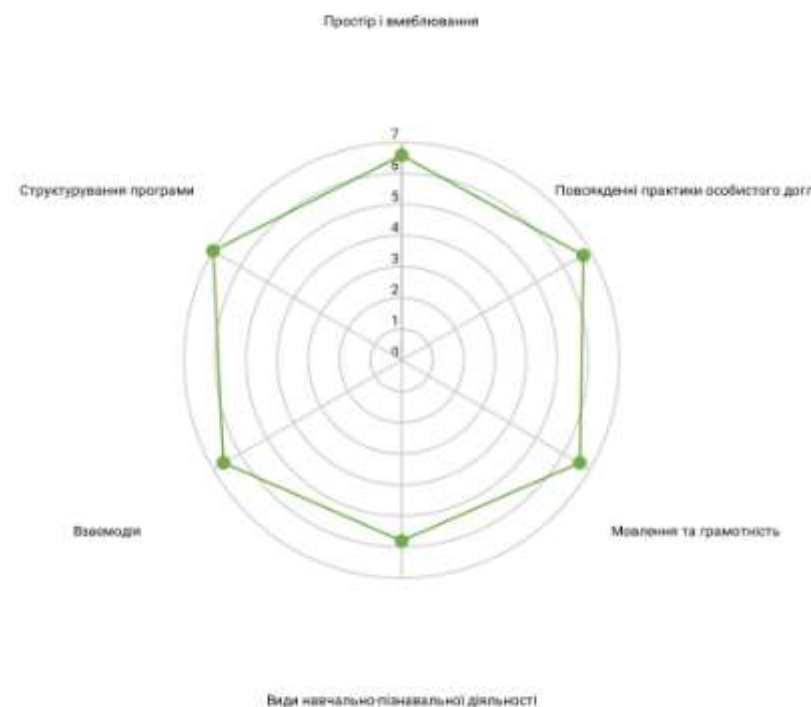 Простір і вмеблювання
7
6
Структурування програми
Повсякденні практики особистого догл
5
4
3
2
1
0
Взаємодія
Мовлення та грамотність
Види навчально-пізнавальної діяльності